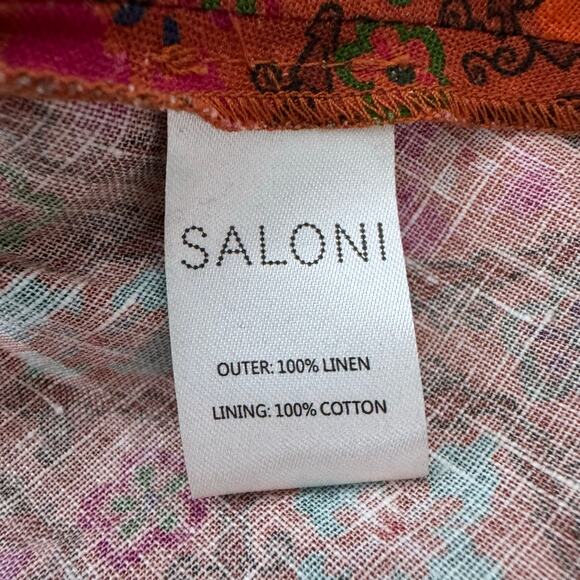 SALONI
OUTER: 100% LINEN
LINING: 100% COTTON